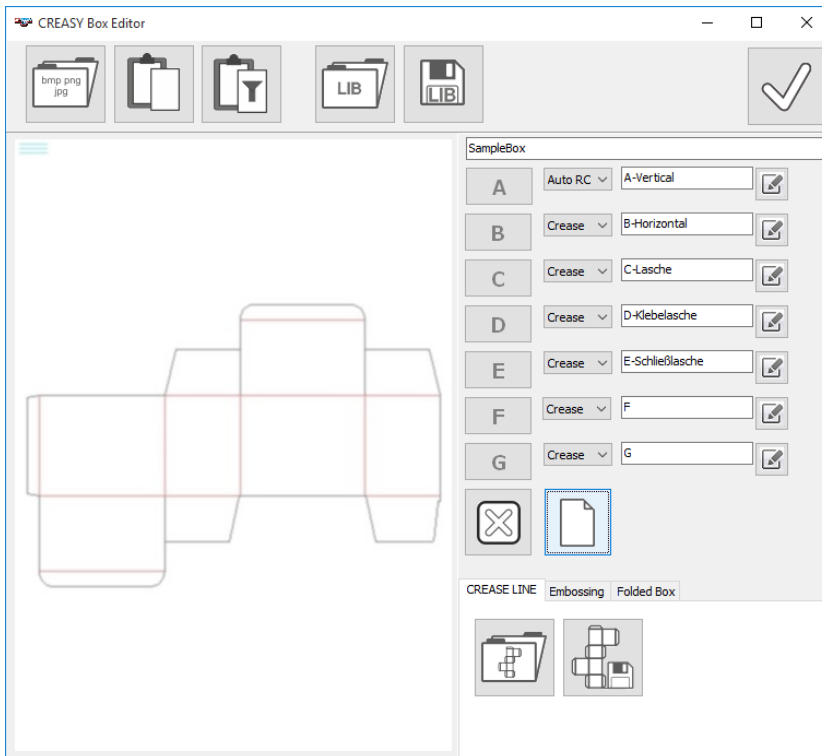 CREASY Box Editor
bmp png
jpg
LIB
LIB
SampleBox
A
Auto RC
A-Vertical
B
Crease
B-Horizontal
C
Crease
C-Lasche
D
Crease
D-Klebelasche
E
Crease
E-Schließlasche
F
Crease
F
G
Crease
G
CREASE LINE
Embossing
Folded Box